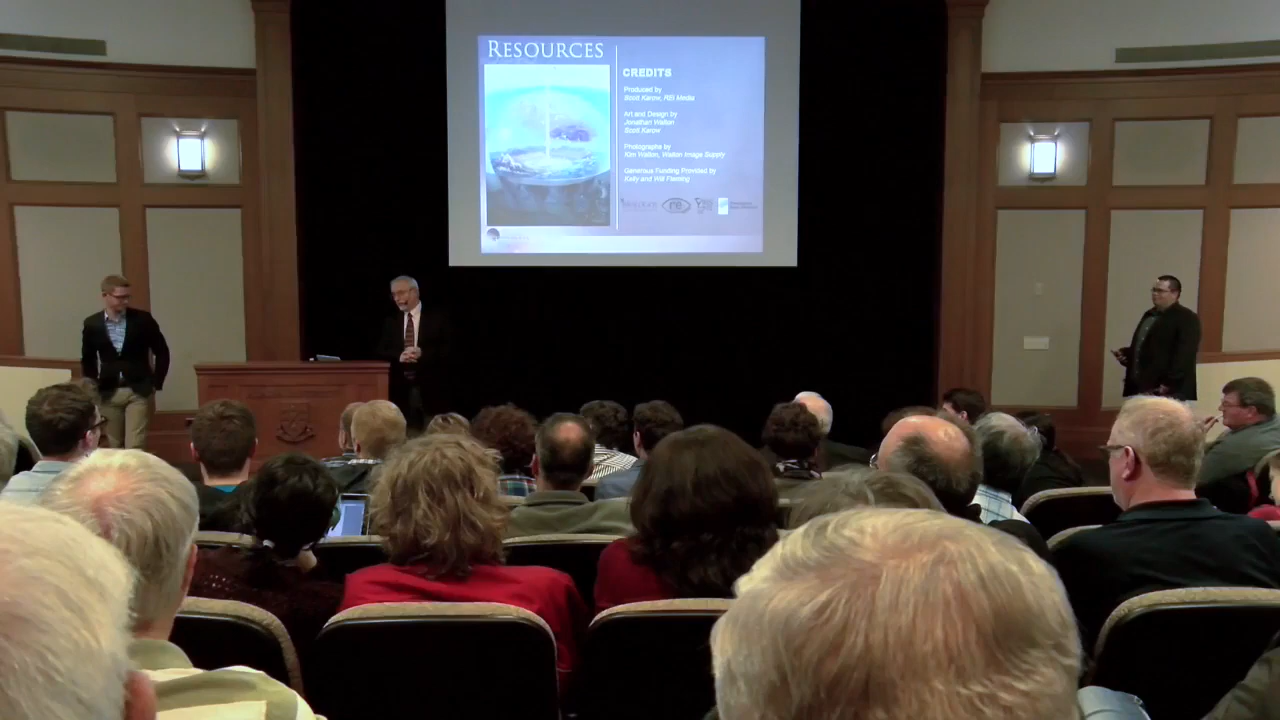 RESOURCES
CREDITS
Produced by
Scott Karow, REI Media
Art and Design by
Jonathan Walton
Scott Karow
Photographs by
Kim Walton, Walton Image Supply
Generous Funding Provided by
Kelly and Will Fleming